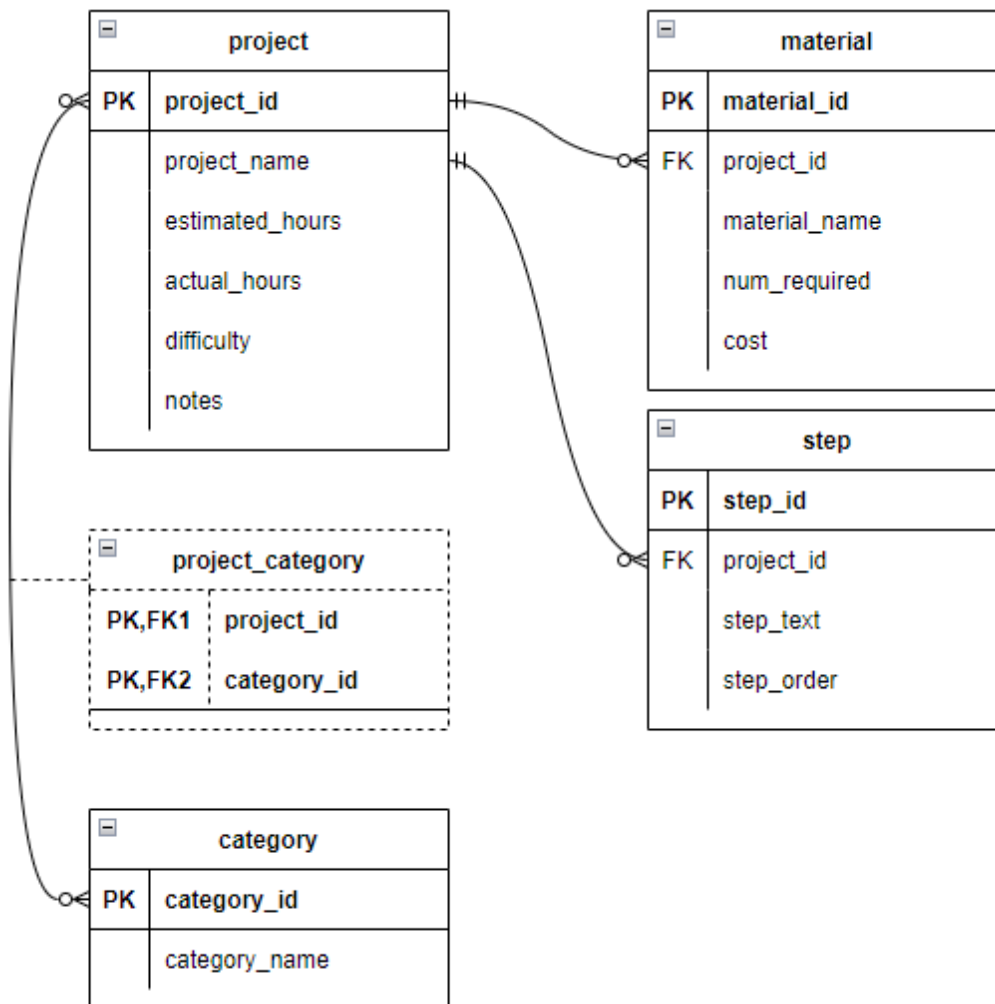 project
PK project_id
project_name
estimated_hours
actual_hours
difficulty
notes
material
PK material_id
FK project_id
material_name
num_required
cost
step
PK step_id
FK project_id
step_text
step_order
project_category
PK,FK1 project_id
PK,FK2 category_id
category
PK category_id
category_name